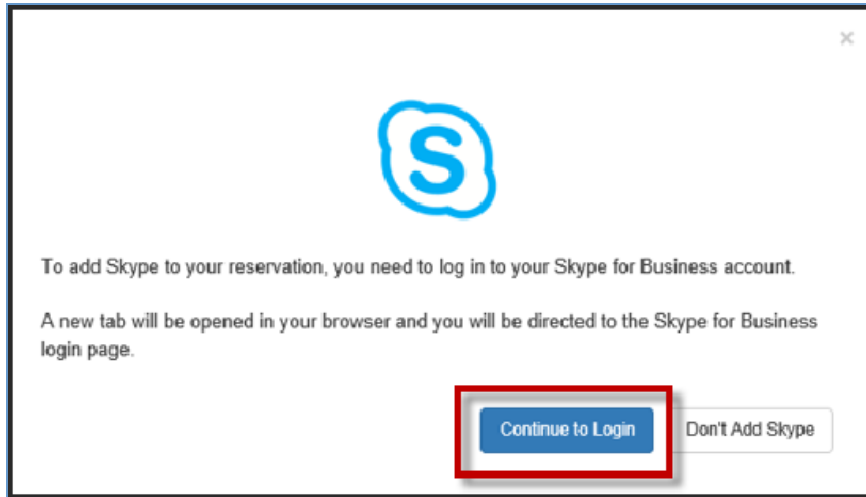 ×
S
To add Skype to your reservation, you need to log in to your Skype for Business account.
A new tab will be opened in your browser and you will be directed to the Skype for Business
login page.
Continue to Login
Don't Add Skype